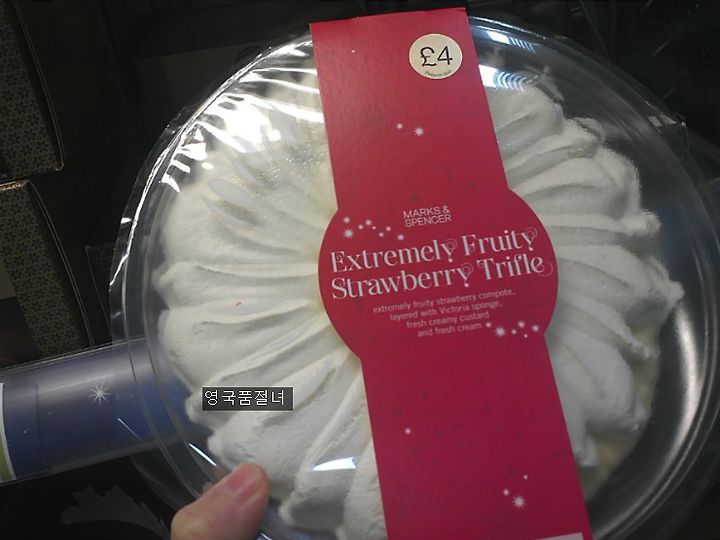 £4
MARKS &
SPENCER
Extremely Fruity
Strawberry Trifle
extremely fruity strawberry compote,
layered with Victoria sponge,
fresh creamy custard
and fresh cream
영국품절녀